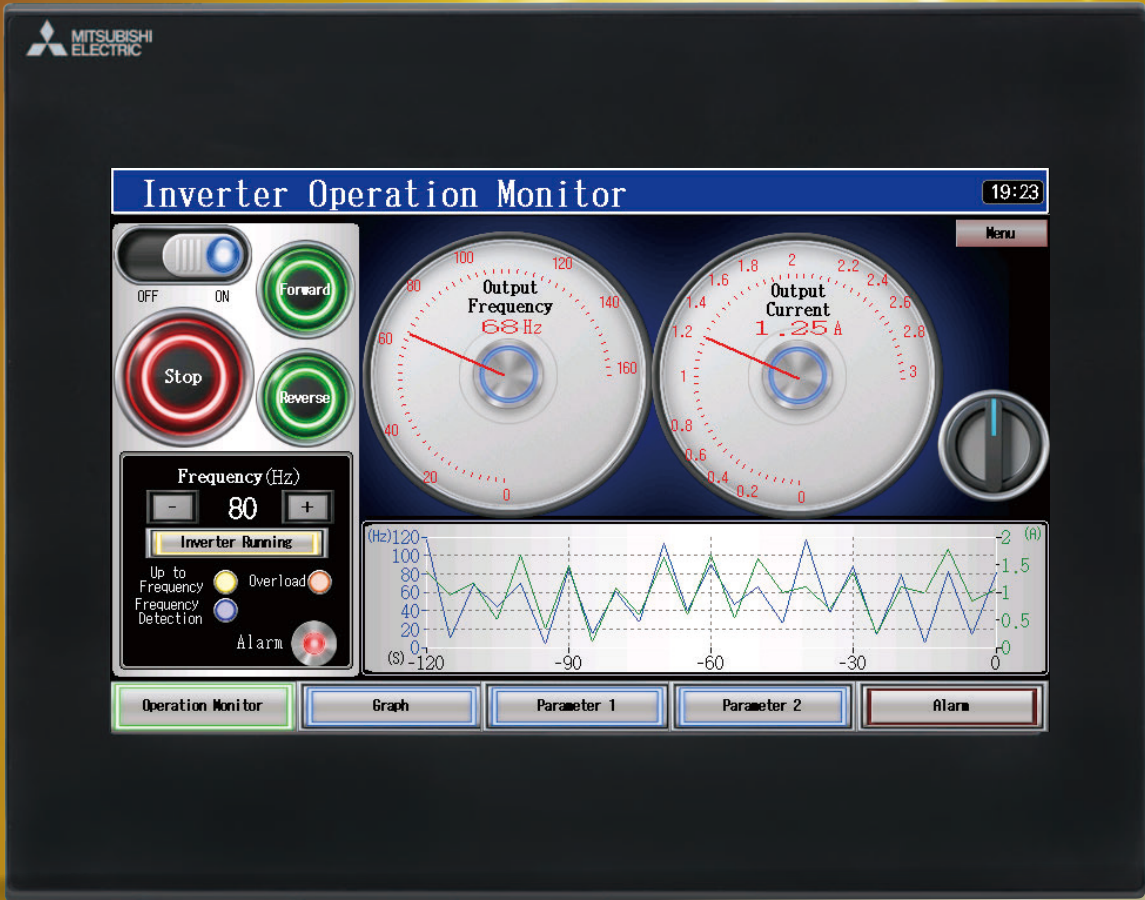 MITSUBISHI
ELECTRIC
Inverter Operation Monitor
19:23
Menu
OFF
ON
Forward
Stop
Reverse
Frequency(Hz)
-
80
+
Inverter Running
Up to
Frequency
Overload
Frequency
Detection
Alarm
Output
Frequency
68Hz
0
20
40
60
80
100
120
140
160
Output
Current
1.25A
0
0.2
0.4
0.6
0.8
1
1.2
1.4
1.6
1.8
2
2.2
2.4
2.6
2.8
3
(Hz)
120
100
80
60
40
20
0
(A)
2
1.5
1
0.5
0
(S)
-120
-90
-60
-30
0
Operation Monitor
Graph
Parameter 1
Parameter 2
Alarm